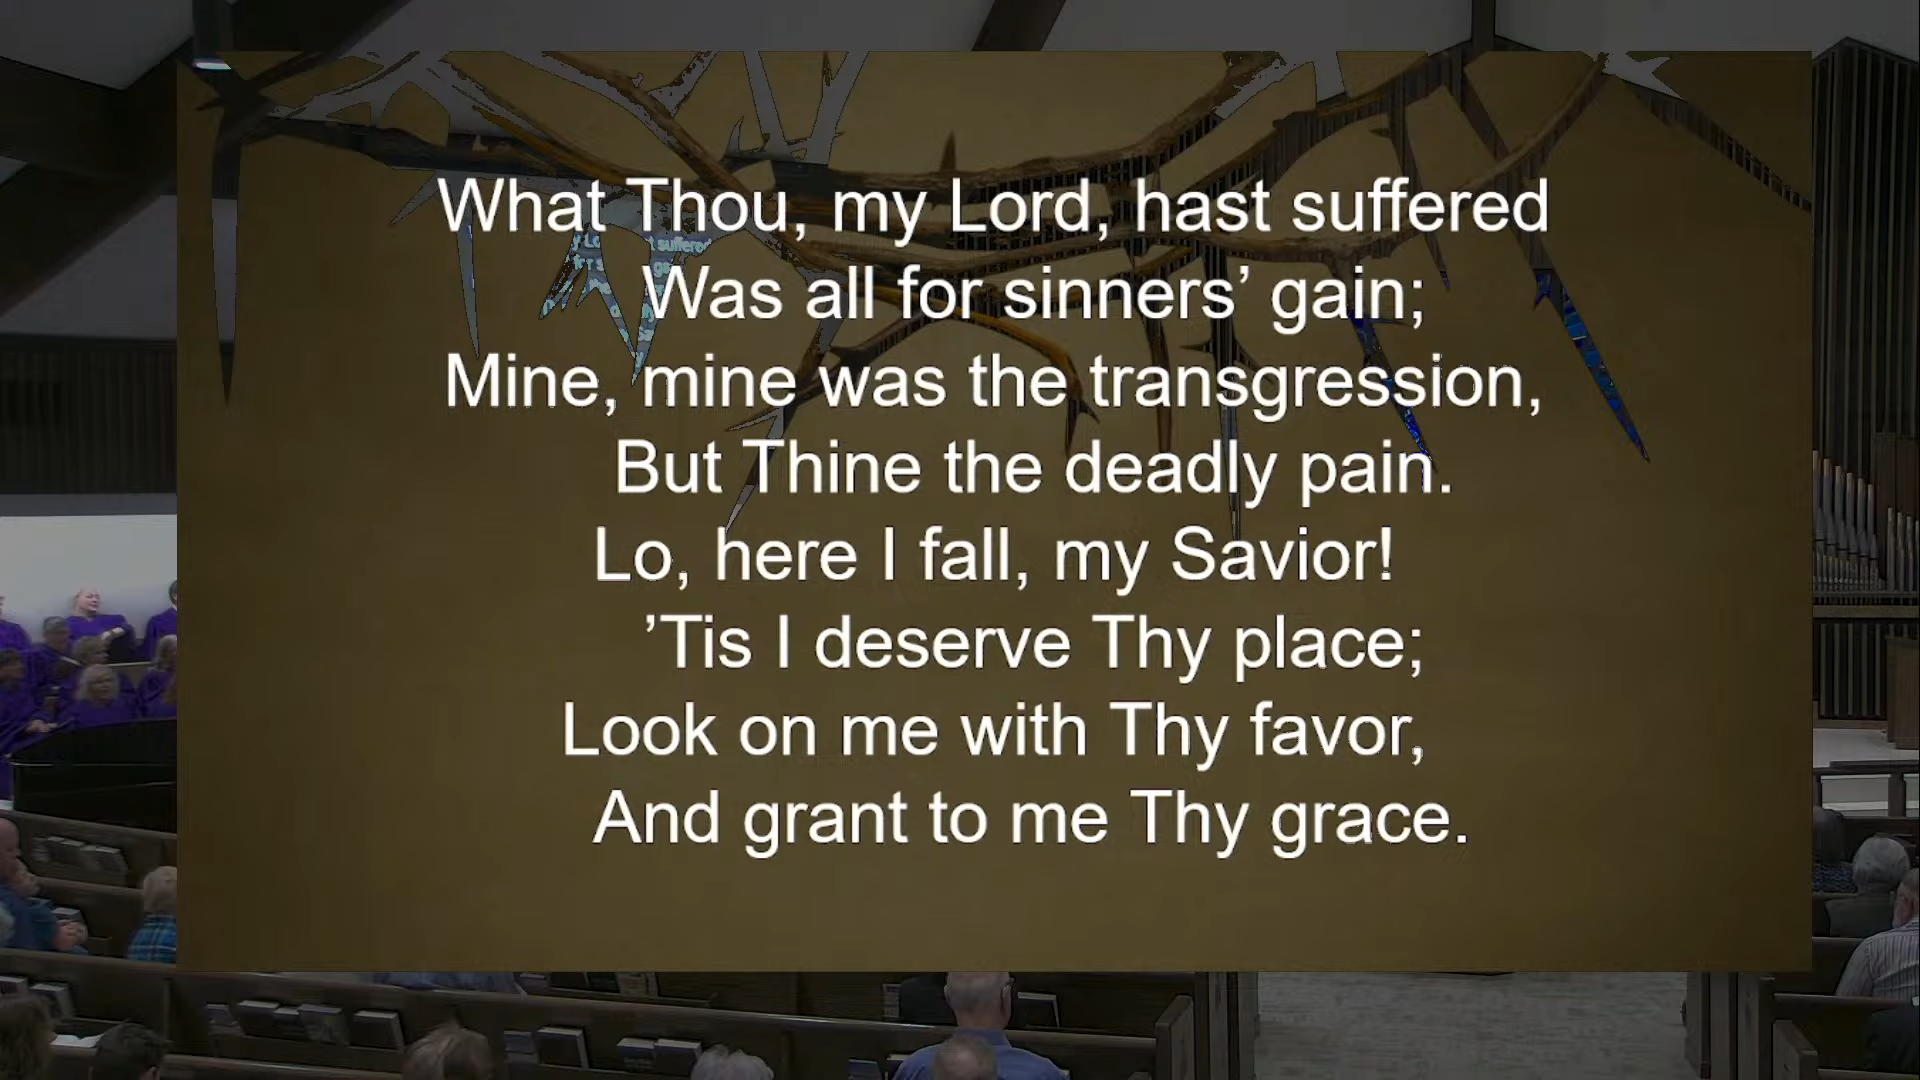 What Thou, my Lord, hast suffered
Was all for sinners’ gain;
Mine, mine was the transgression,
But Thine the deadly pain.
Lo, here I fall, my Savior!
’Tis I deserve Thy place;
Look on me with Thy favor,
And grant to me Thy grace.
suffered